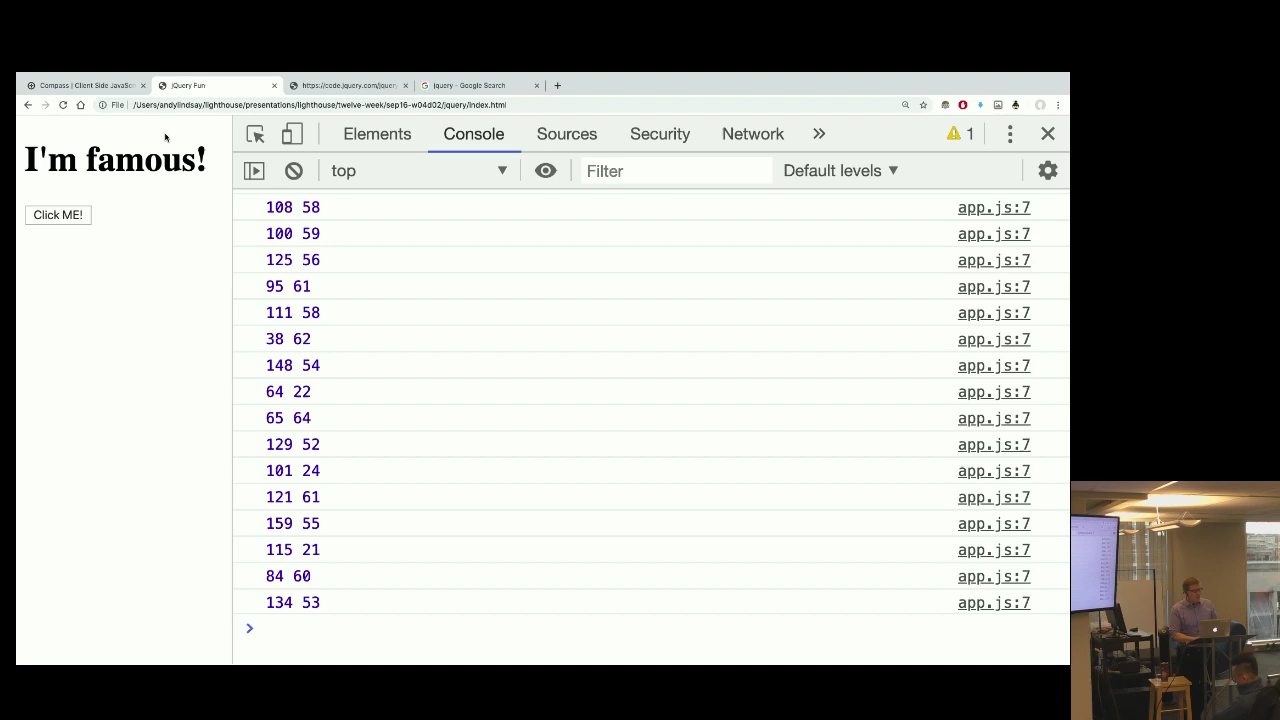 Compass | Client Side JavaSc
jQuery Fun
https://code.jquery.com/jquery
jquery - Google Search
File
/Users/andylindsay/lighthouse/presentations/lighthouse/twelve-week/sep16-w04d02/jquery/index.html
I'm famous!
Click ME!
Elements Console Sources Security Network » 1
top Filter Default levels ▼
108 58 app.js:7
100 59 app.js:7
125 56 app.js:7
95 61 app.js:7
111 58 app.js:7
38 62 app.js:7
148 54 app.js:7
64 22 app.js:7
65 64 app.js:7
129 52 app.js:7
101 24 app.js:7
121 61 app.js:7
159 55 app.js:7
115 21 app.js:7
84 60 app.js:7
134 53 app.js:7
>